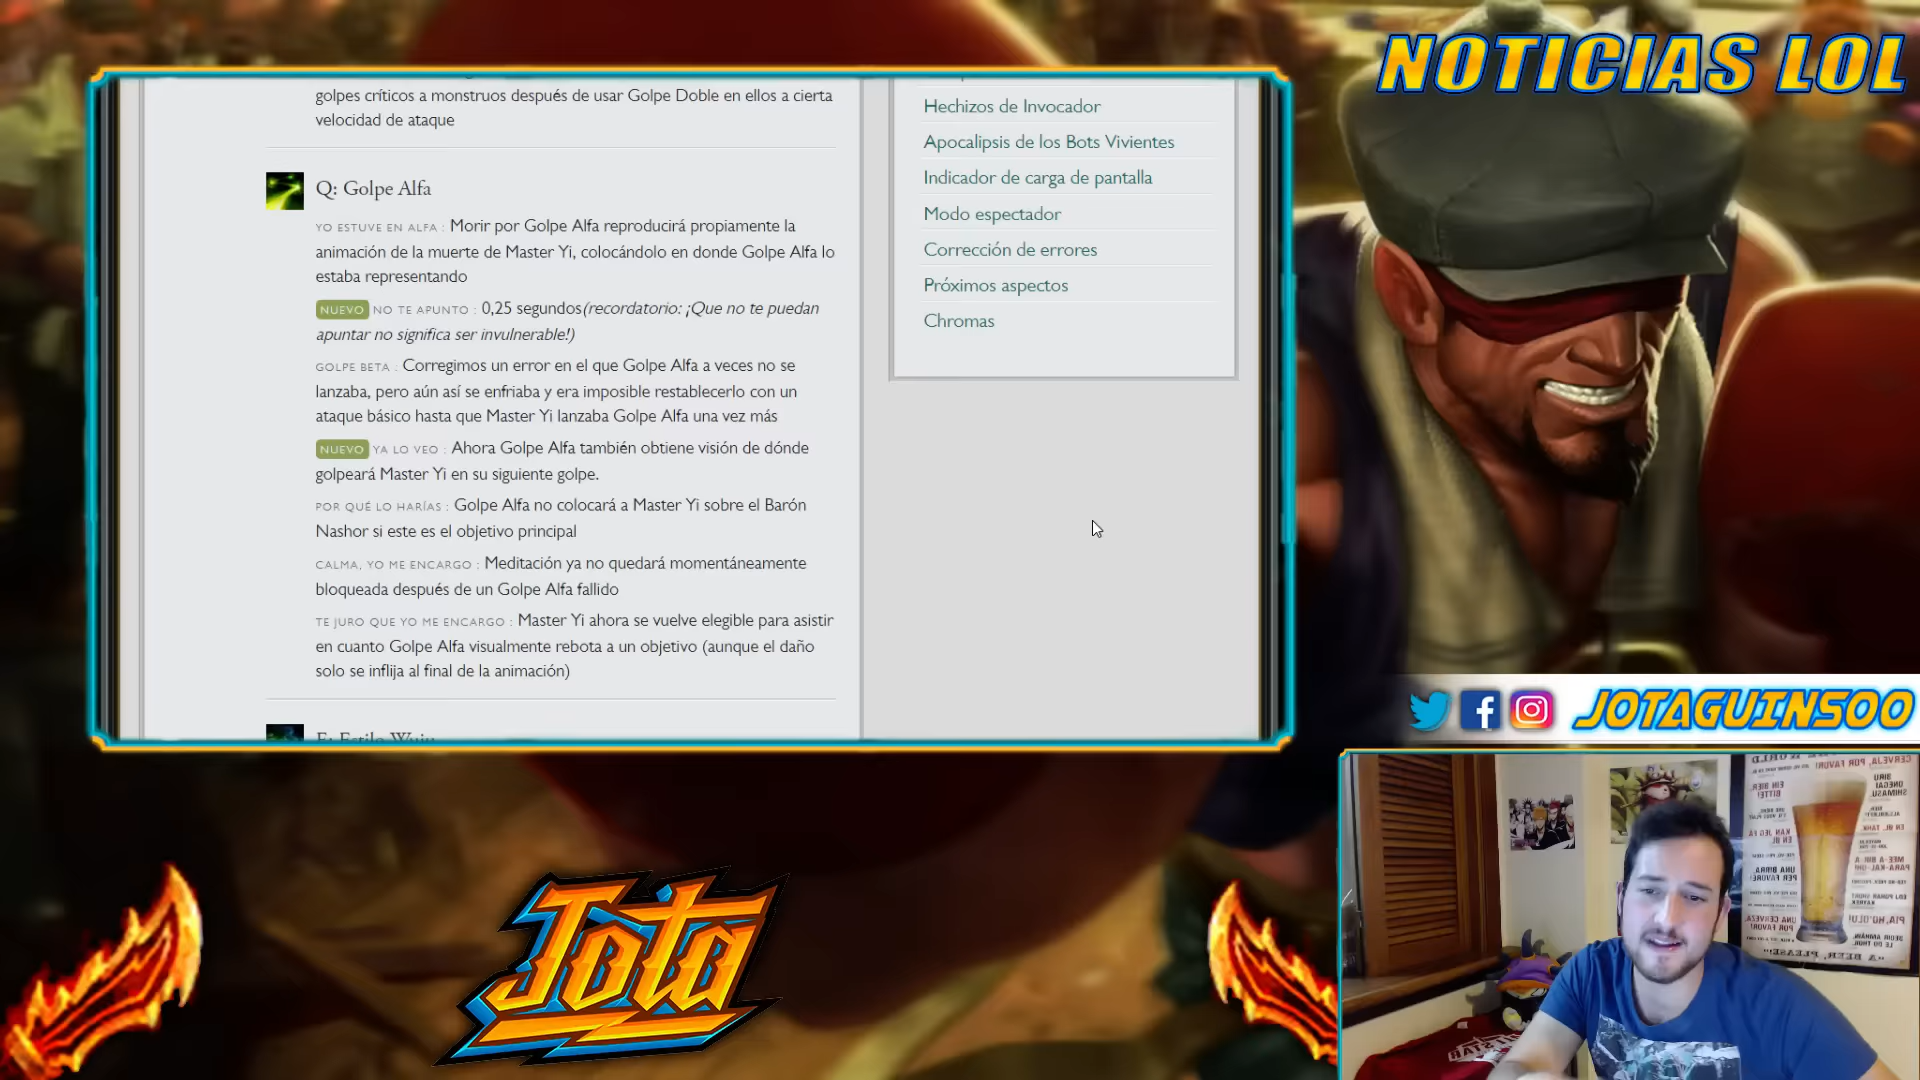 NOTICIAS LOL
golpes críticos a monstruos después de usar Golpe Doble en ellos a cierta
velocidad de ataque
Q: Golpe Alfa
YO ESTUVE EN ALFA : Morir por Golpe Alfa reproducirá propiamente la
animación de la muerte de Master Yi, colocándolo en donde Golpe Alfa lo
estaba representando
NUEVO NO TE APUNTO : 0,25 segundos(recordatorio: ¡Que no te puedan
apuntar no significa ser invulnerable!)
GOLPE BETA : Corregimos un error en el que Golpe Alfa a veces no se
lanzaba, pero aún así se enfriaba y era imposible restablecerlo con un
ataque básico hasta que Master Yi lanzaba Golpe Alfa una vez más
NUEVO YA LO VEO : Ahora Golpe Alfa también obtiene visión de dónde
golpeará Master Yi en su siguiente golpe.
POR QUÉ LO HARÍAS : Golpe Alfa no colocará a Master Yi sobre el Barón
Nashor si este es el objetivo principal
CALMA, YO ME ENCARGO : Meditación ya no quedará momentáneamente
bloqueada después de un Golpe Alfa fallido
TE JURO QUE YO ME ENCARGO : Master Yi ahora se vuelve elegible para asistir
en cuanto Golpe Alfa visualmente rebota a un objetivo (aunque el daño
solo se inflija al final de la animación)
E: Estilo Wuju
Hechizos de Invocador
Apocalipsis de los Bots Vivientes
Indicador de carga de pantalla
Modo espectador
Corrección de errores
Próximos aspectos
Chromas
JOTAGUINSOO
Jota